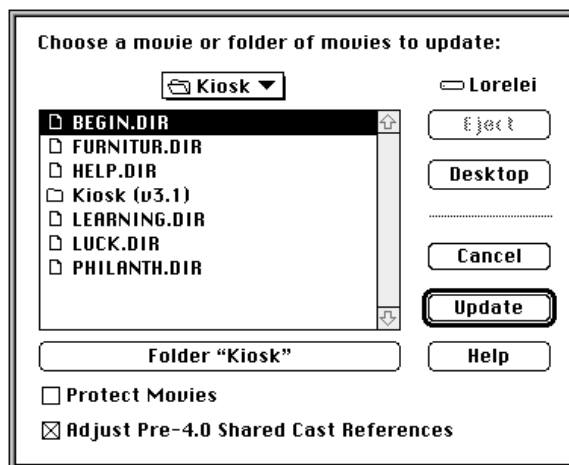 Choose a movie or folder of movies to update:
Kiosk
Lorelei
BEGIN.DIR
FURNITUR.DIR
HELP.DIR
Kiosk (v3.1)
LEARNING.DIR
LUCK.DIR
PHILANTH.DIR
Eject
Desktop
Cancel
Update
Folder “Kiosk”
Help
Protect Movies
Adjust Pre-4.0 Shared Cast References